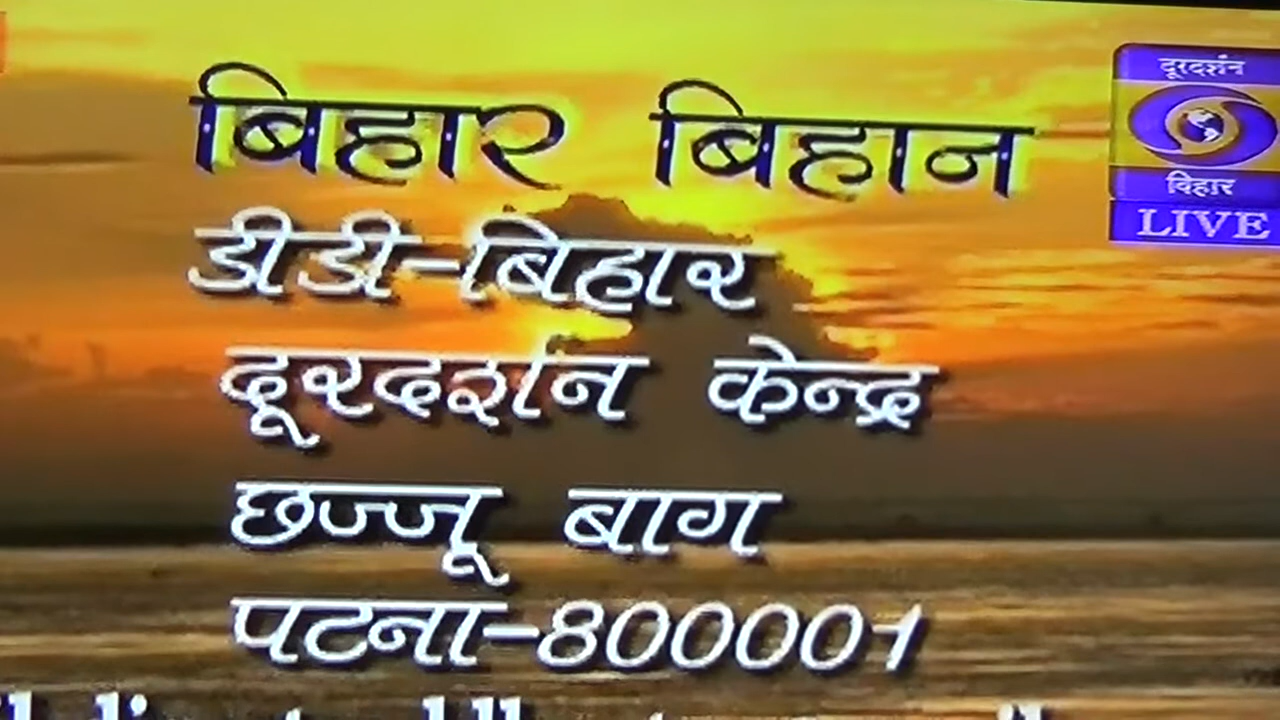 बिहार बिहान
दूरदर्शन
बिहार
LIVE
डीडी-बिहार
दूरदर्शन केन्द्र
छज्जू बाग
पटना-800001